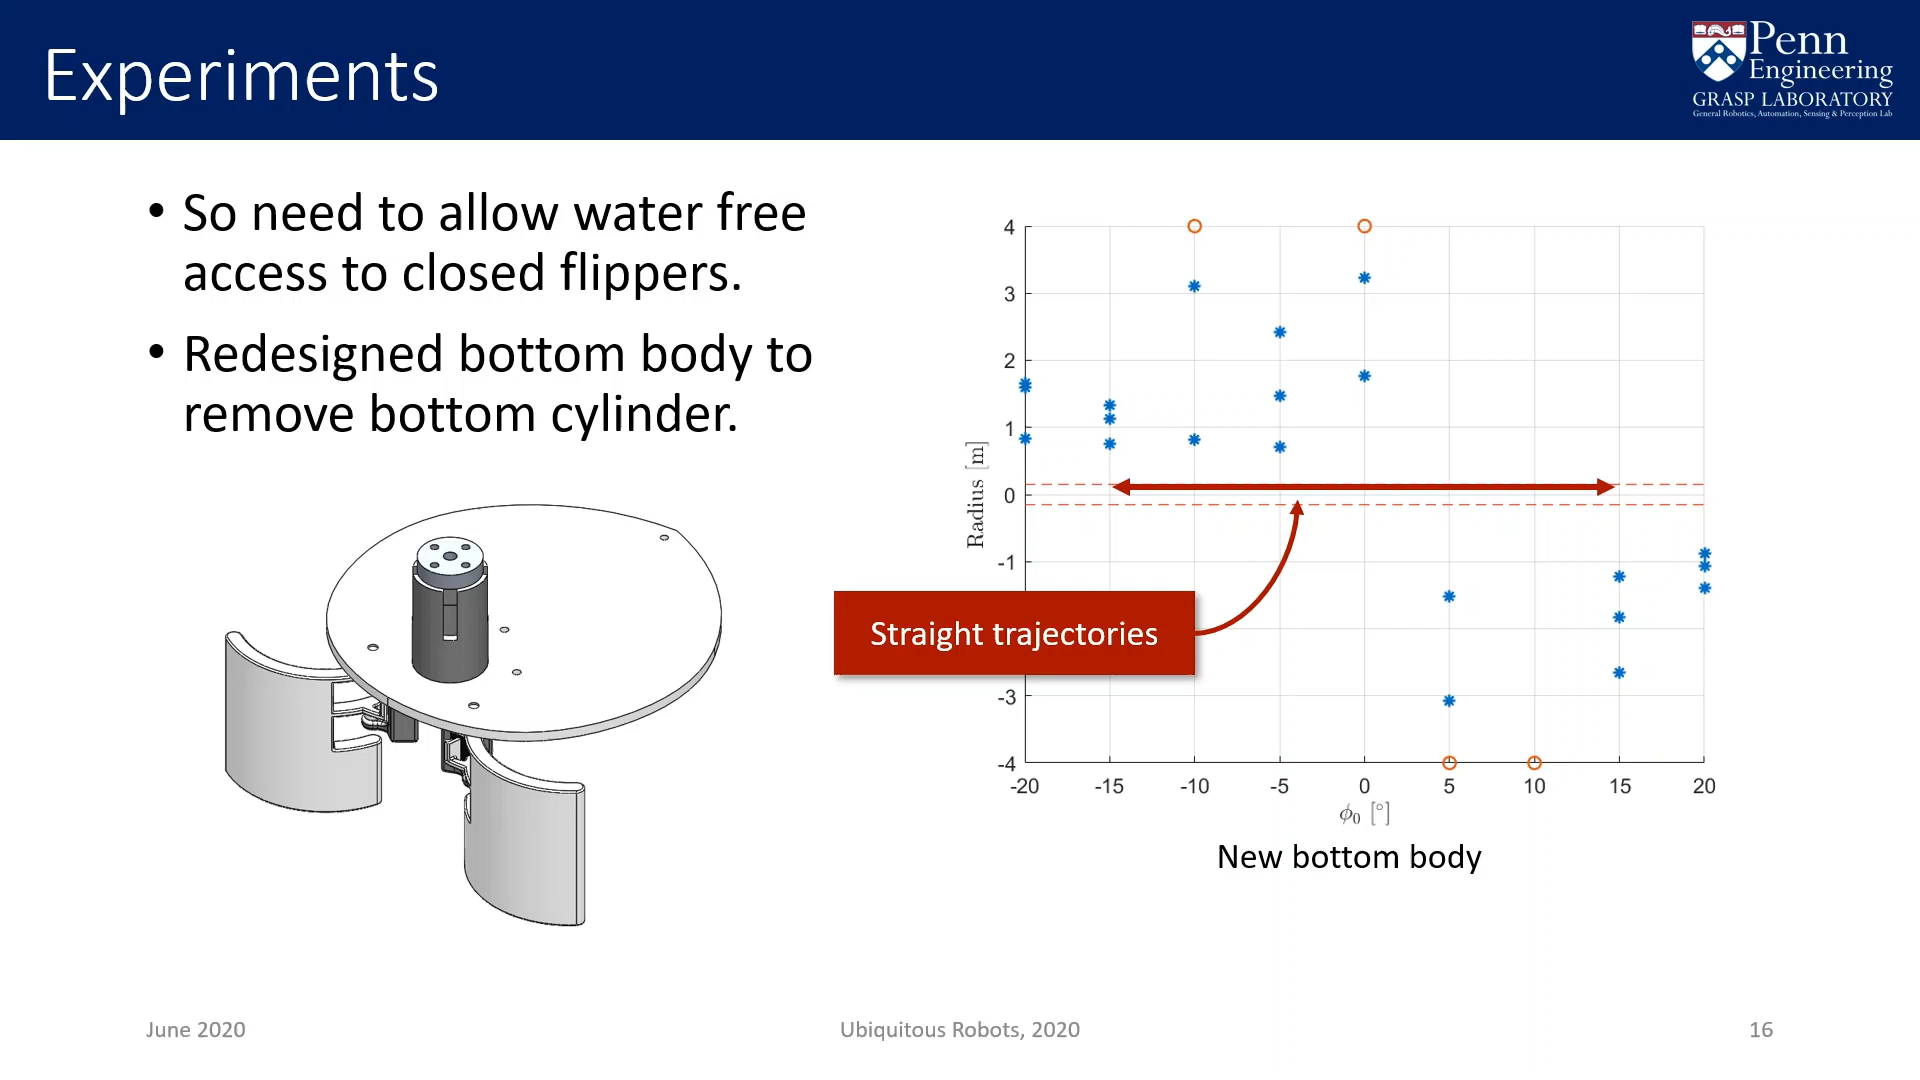 Experiments
Penn
Engineering
GRASP LABORATORY
General Robotics, Automation, Sensing & Perception Lab
• So need to allow water free
access to closed flippers.
• Redesigned bottom body to
remove bottom cylinder.
4
3
2
1
0
-1
-3
-4
Radius [m]
Straight trajectories
-20 -15 -10 -5 0 5 10 15 20
ϕ₀ [°]
New bottom body
June 2020
Ubiquitous Robots, 2020
16